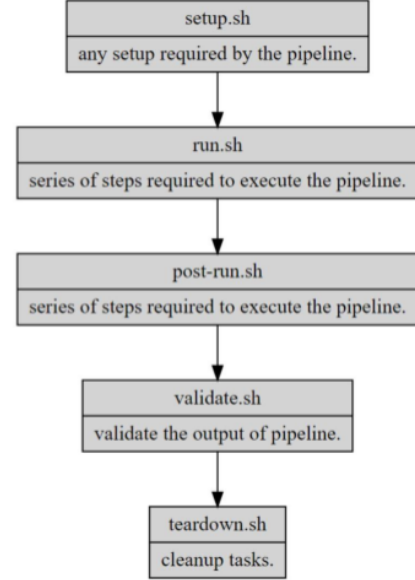 setup.sh
any setup required by the pipeline.
run.sh
series of steps required to execute the pipeline.
post-run.sh
series of steps required to execute the pipeline.
validate.sh
validate the output of pipeline.
teardown.sh
cleanup tasks.